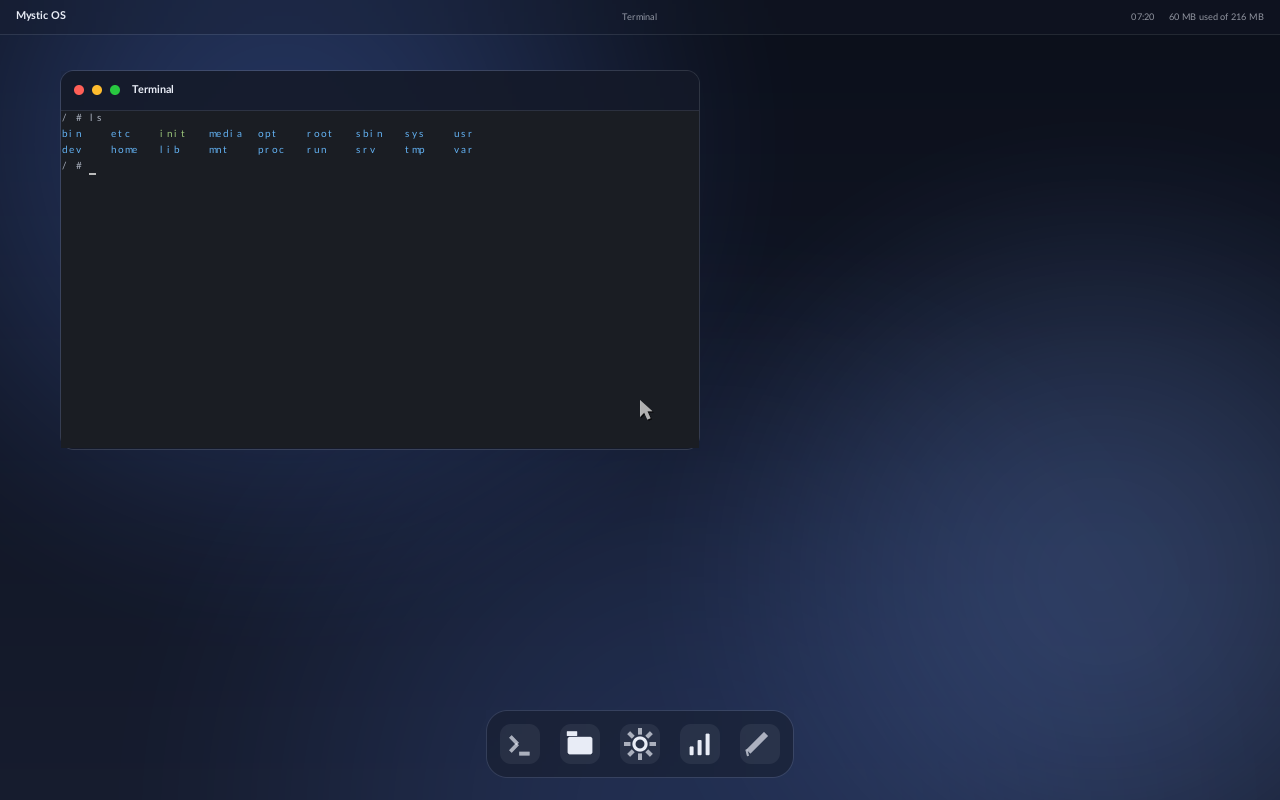 Mystic OS
Terminal
07:20 60 MB used of 216 MB
Terminal
/ # ls
bin etc init media opt root sbin sys usr
dev home lib mnt proc run srv tmp var
/ # _